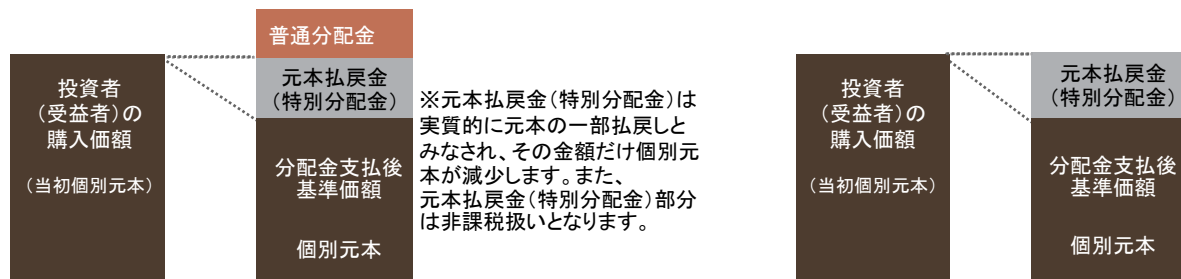 投資者
(受益者)の
購入価額
(当初個別元本)
普通分配金
元本払戻金
(特別分配金)
分配金支払後
基準価額
個別元本
※元本払戻金(特別分配金)は
実質的に元本の一部払戻しと
みなされ、その金額だけ個別元
本が減少します。また、
元本払戻金(特別分配金)部分
は非課税扱いとなります。
投資者
(受益者)の
購入価額
(当初個別元本)
元本払戻金
(特別分配金)
分配金支払後
基準価額
個別元本